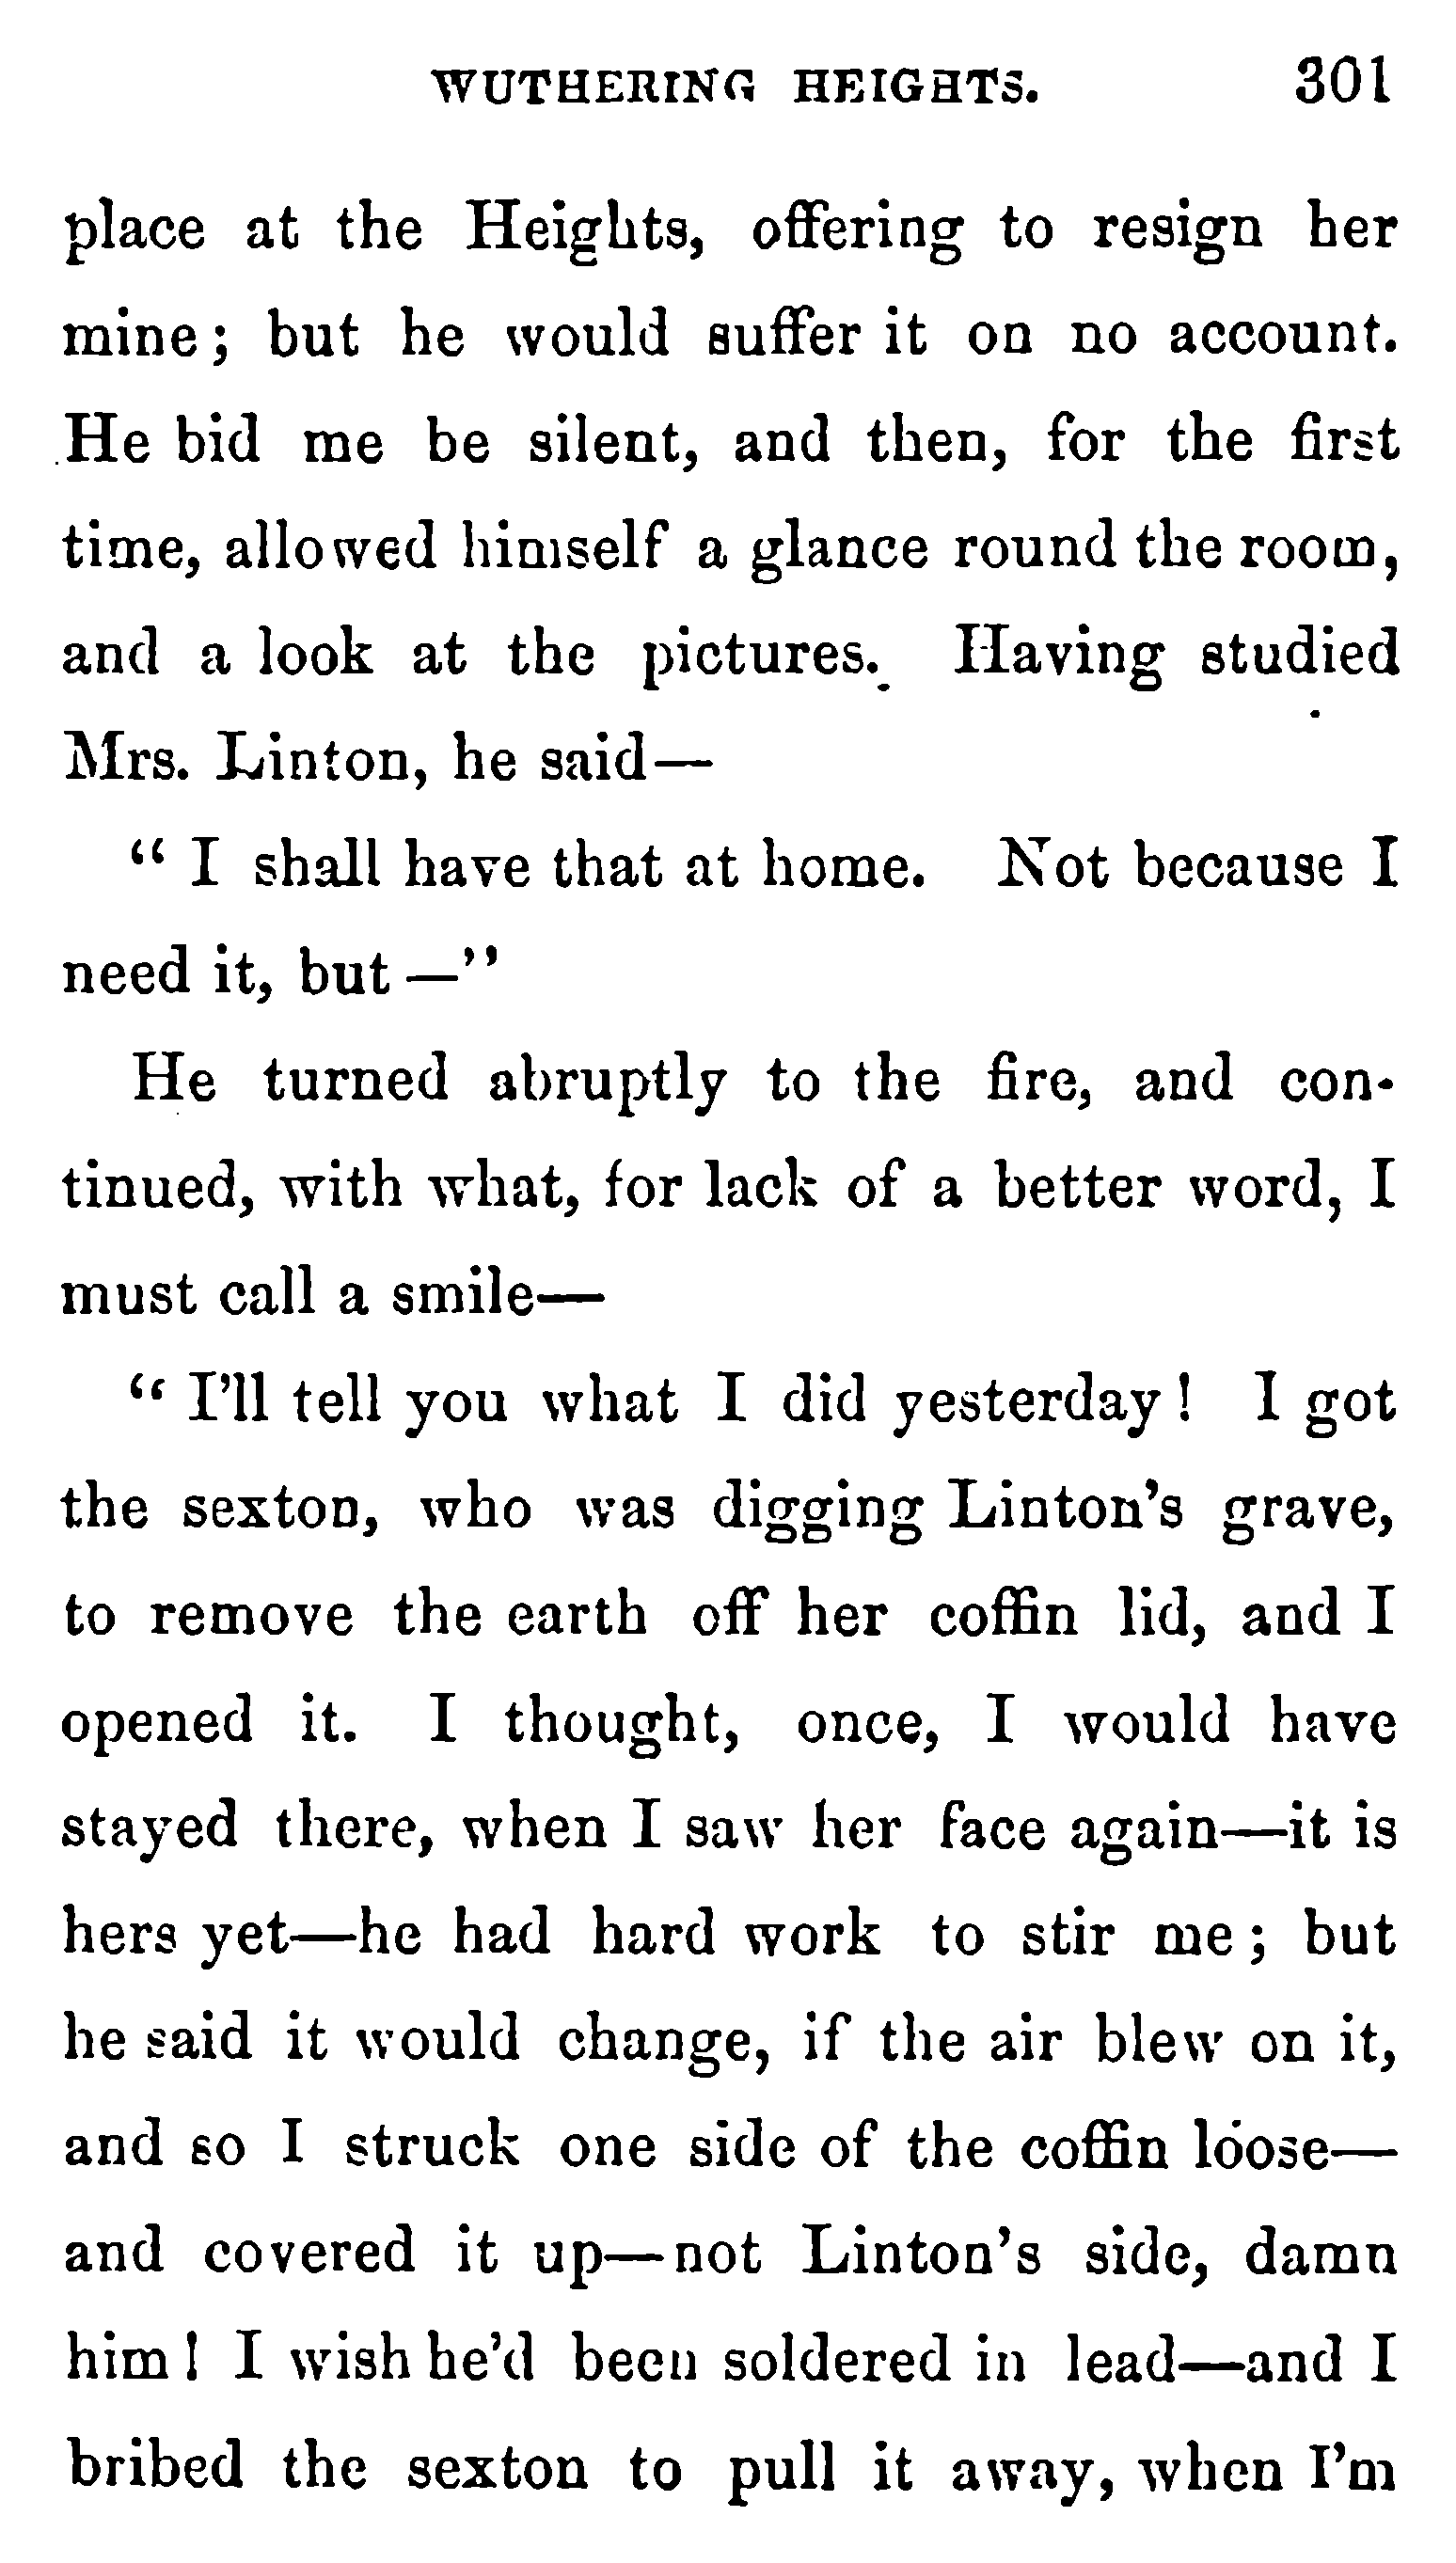 WUTHERING HEIGHTS. 301
place at the Heights, offering to resign her
mine; but he would suffer it on no account.
He bid me be silent, and then, for the first
time, allowed himself a glance round the room,
and a look at the pictures. Having studied
Mrs. Linton, he said—
“ I shall have that at home. Not because I
need it, but —”
He turned abruptly to the fire, and con-
tinued, with what, for lack of a better word, I
must call a smile—
“ I’ll tell you what I did yesterday! I got
the sexton, who was digging Linton’s grave,
to remove the earth off her coffin lid, and I
opened it. I thought, once, I would have
stayed there, when I saw her face again—it is
hers yet—he had hard work to stir me; but
he said it would change, if the air blew on it,
and so I struck one side of the coffin loose—
and covered it up—not Linton’s side, damn
him! I wish he’d been soldered in lead—and I
bribed the sexton to pull it away, when I’m